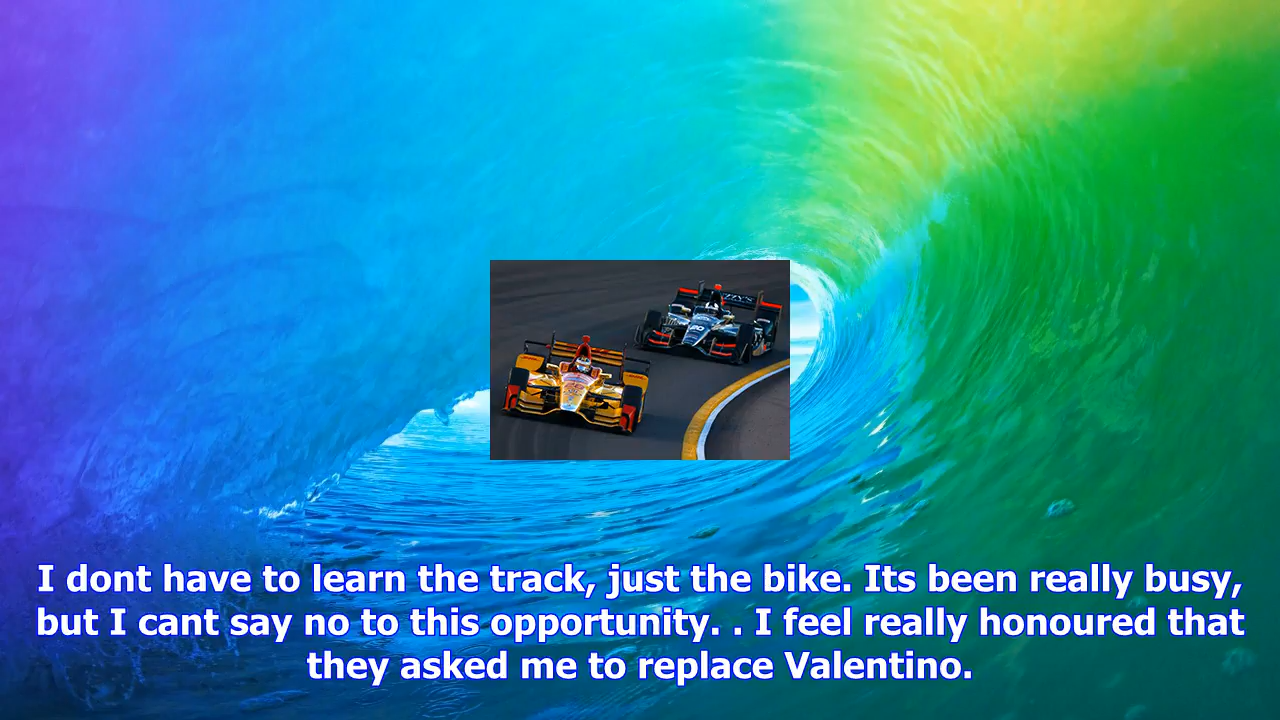 I dont have to learn the track, just the bike. Its been really busy,
but I cant say no to this opportunity. . I feel really honoured that
they asked me to replace Valentino.